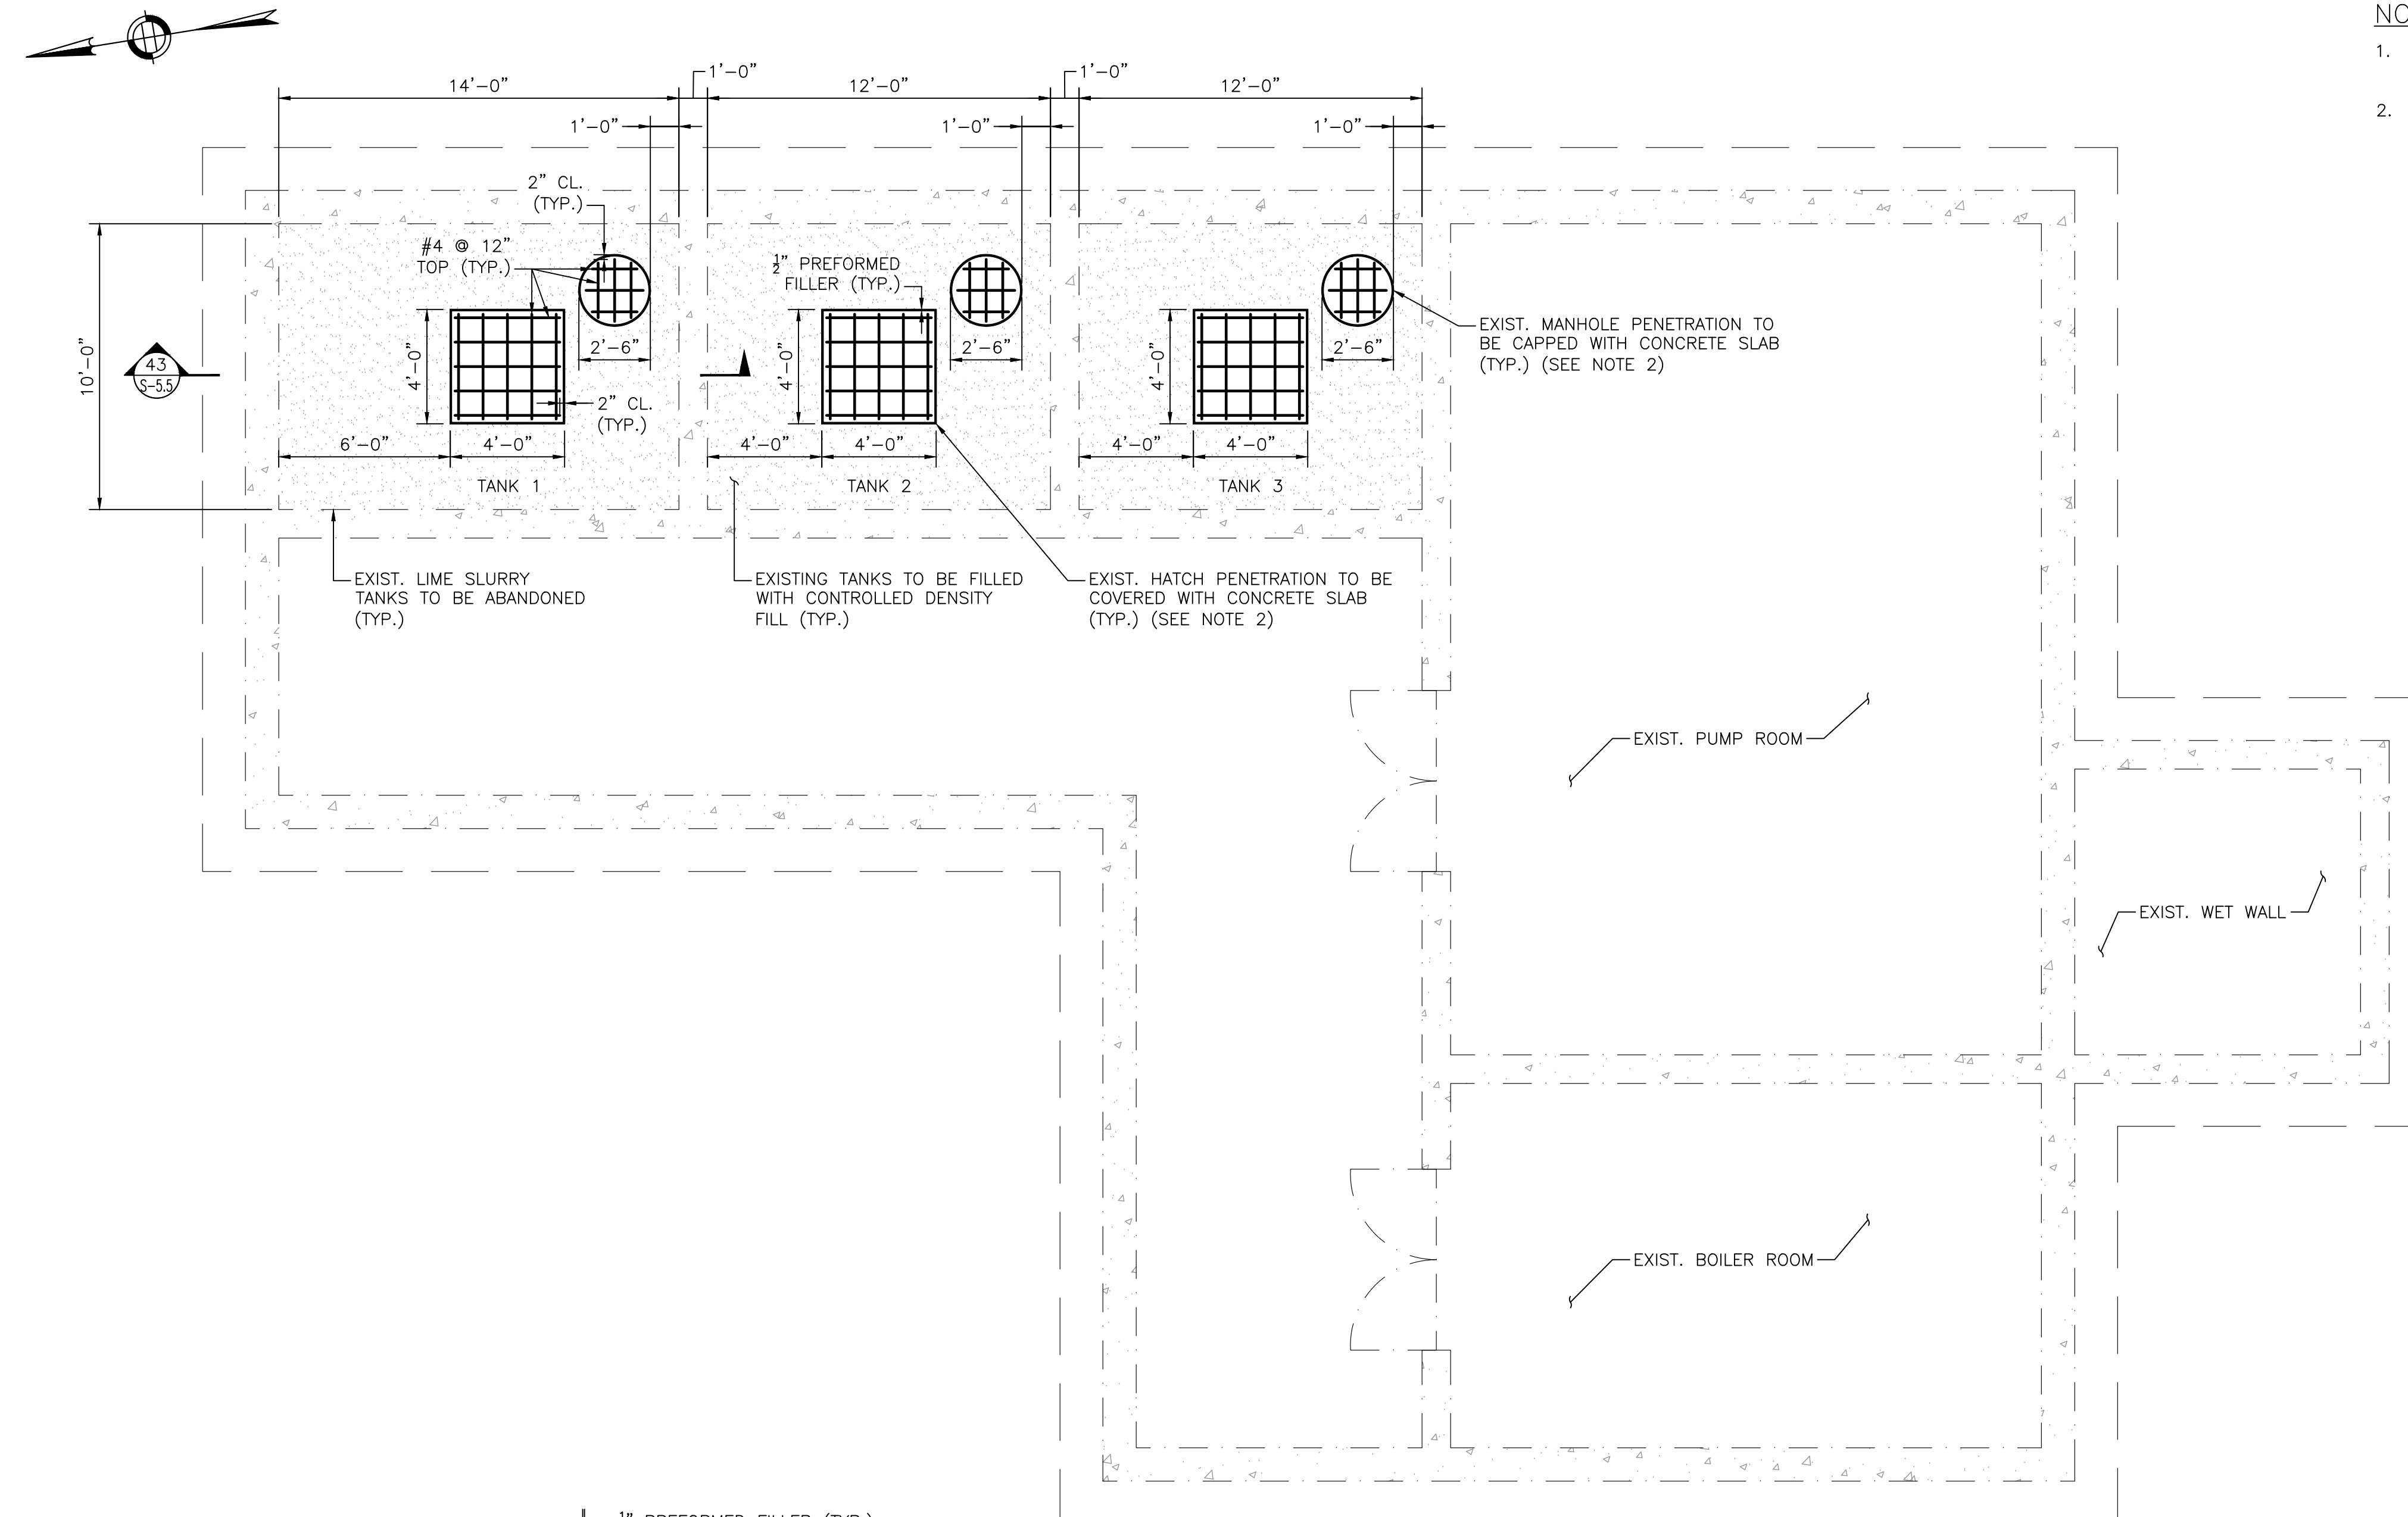 NO
1.
2.
14'-0"
1'-0"
12'-0"
1'-0"
12'-0"
1'-0"
1'-0"
1'-0"
2" CL.
(TYP.)
#4 @ 12"
TOP (TYP.)
½" PREFORMED
FILLER (TYP.)
10'-0"
43
S-5.5
4'-0"
2'-6"
4'-0"
2'-6"
4'-0"
2'-6"
EXIST. MANHOLE PENETRATION TO
BE CAPPED WITH CONCRETE SLAB
(TYP.) (SEE NOTE 2)
2" CL.
(TYP.)
6'-0"
4'-0"
4'-0"
4'-0"
4'-0"
4'-0"
TANK 1
TANK 2
TANK 3
EXIST. LIME SLURRY
TANKS TO BE ABANDONED
(TYP.)
EXISTING TANKS TO BE FILLED
WITH CONTROLLED DENSITY
FILL (TYP.)
EXIST. HATCH PENETRATION TO BE
COVERED WITH CONCRETE SLAB
(TYP.) (SEE NOTE 2)
EXIST. PUMP ROOM
EXIST. WET WALL
EXIST. BOILER ROOM
½" PREFORMED FILLER (TYP.)